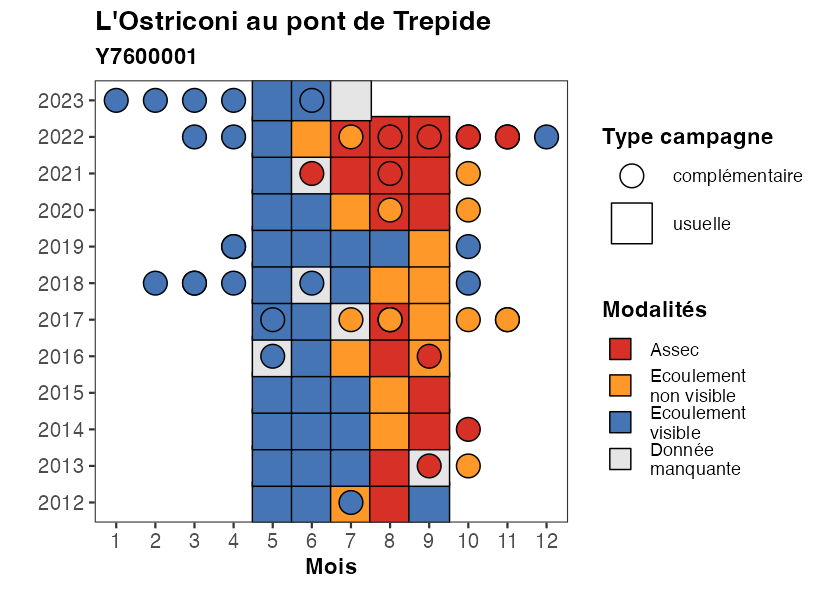 L'Ostriconi au pont de Trepide
Y7600001
2023
2022
2021
2020
2019
2018
2017
2016
2015
2014
2013
2012
1 2 3 4 5 6 7 8 9 10 11 12
Mois
Type campagne
complémentaire
usuelle
Modalités
Assec
Ecoulement
non visible
Ecoulement
visible
Donnée
manquante